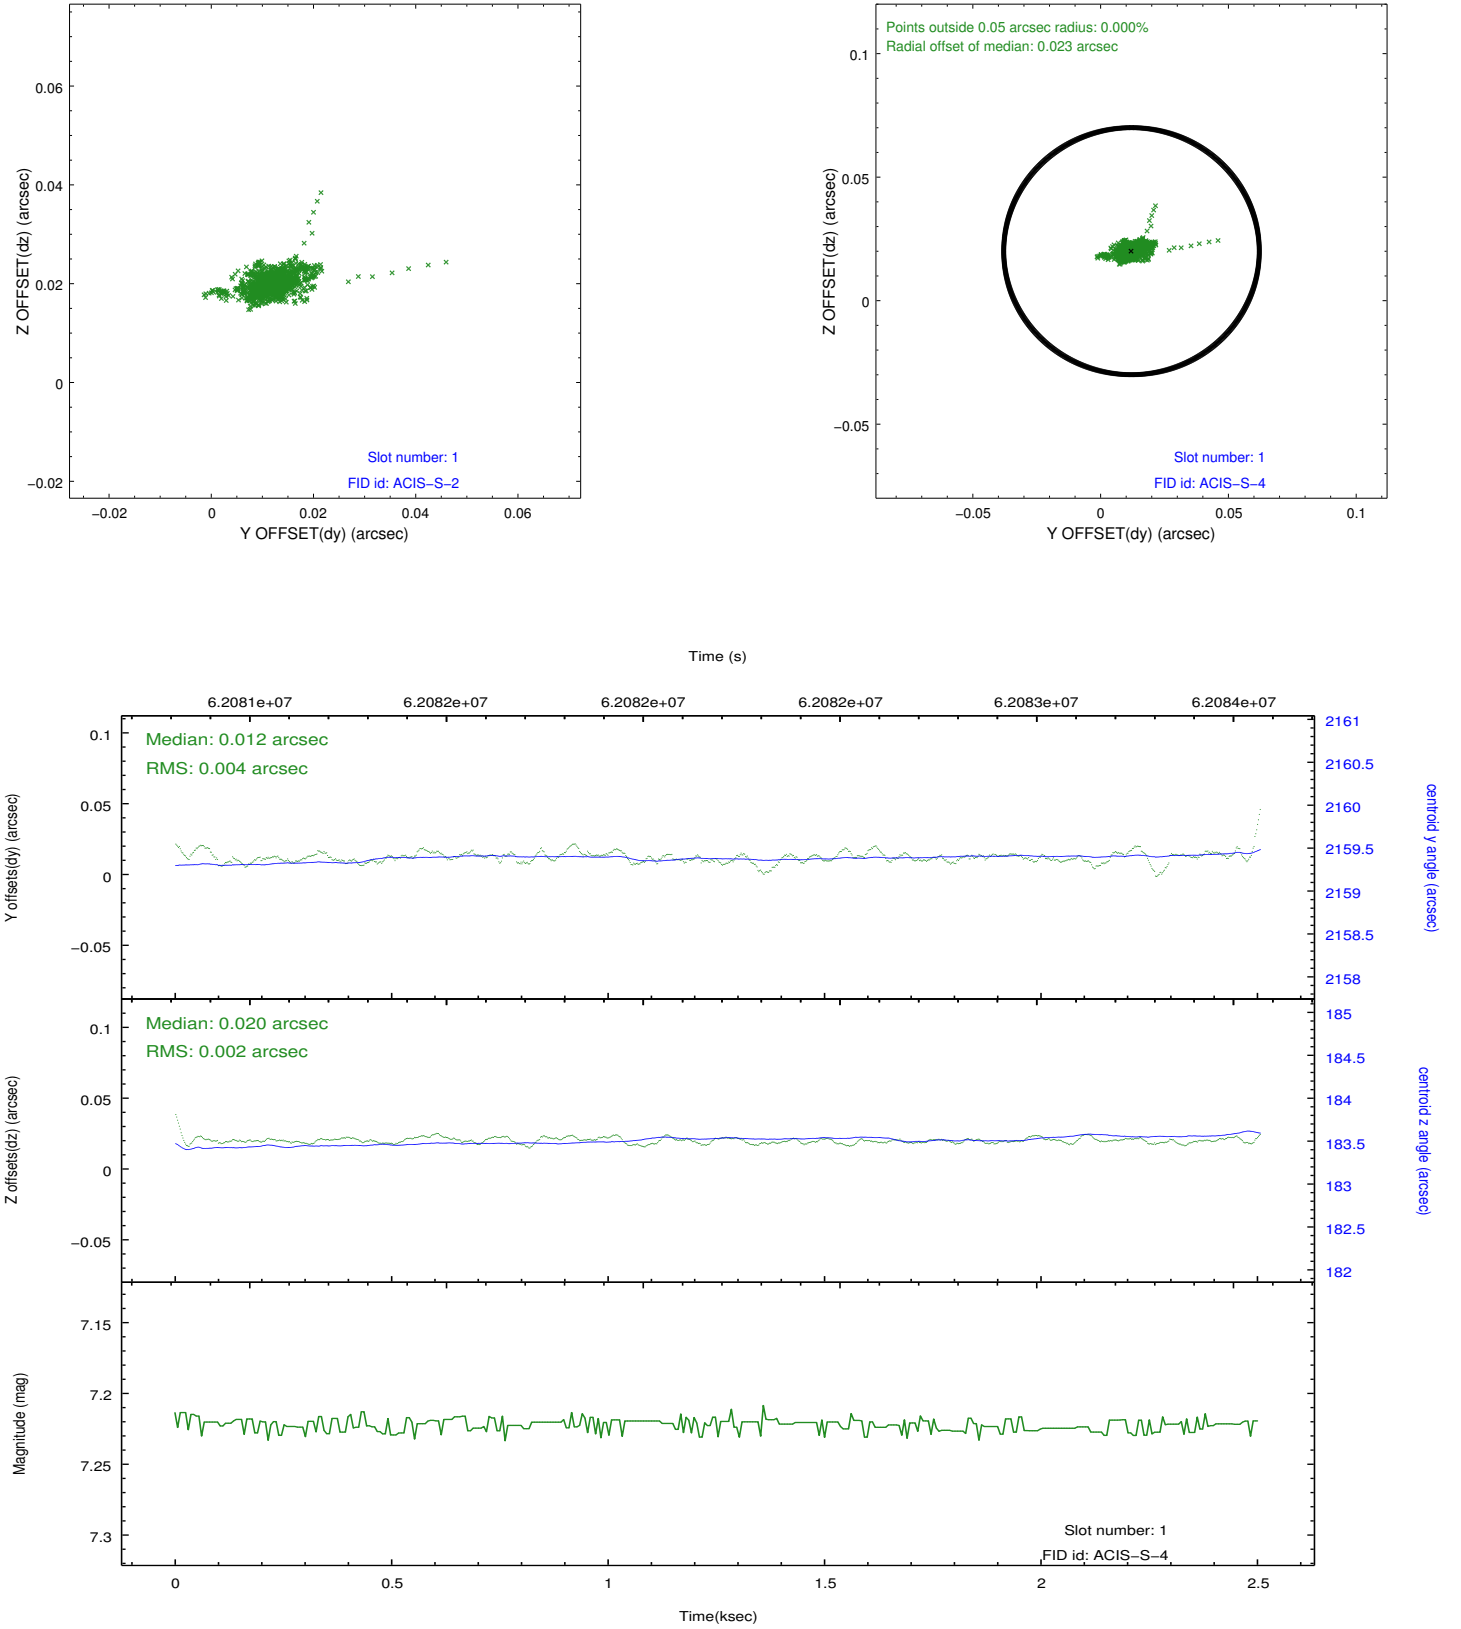 0.06
0.04
0.02
0
−0.02
Z OFFSET(dz) (arcsec)
Slot number: 1
FID id: ACIS−S−2
−0.02 0 0.02 0.04 0.06
Y OFFSET(dy) (arcsec)
Points outside 0.05 arcsec radius: 0.000%
Radial offset of median: 0.023 arcsec
0.1
0.05
0
−0.05
Z OFFSET(dz) (arcsec)
Slot number: 1
FID id: ACIS−S−4
−0.05 0 0.05 0.1
Y OFFSET(dy) (arcsec)
Time (s)
6.2081e+07 6.2082e+07 6.2082e+07 6.2082e+07 6.2083e+07 6.2084e+07
Median: 0.012 arcsec
RMS: 0.004 arcsec
0.1
0.05
0
−0.05
Y offsets(dy) (arcsec)
2161
2160.5
2160
2159.5
2159
2158.5
2158
centroid y angle (arcsec)
Median: 0.020 arcsec
RMS: 0.002 arcsec
0.1
0.05
0
−0.05
Z offsets(dz) (arcsec)
185
184.5
184
183.5
183
182.5
182
centroid z angle (arcsec)
7.15
7.2
7.25
7.3
Magnitude (mag)
Slot number: 1
FID id: ACIS−S−4
0 0.5 1 1.5 2 2.5
Time(ksec)